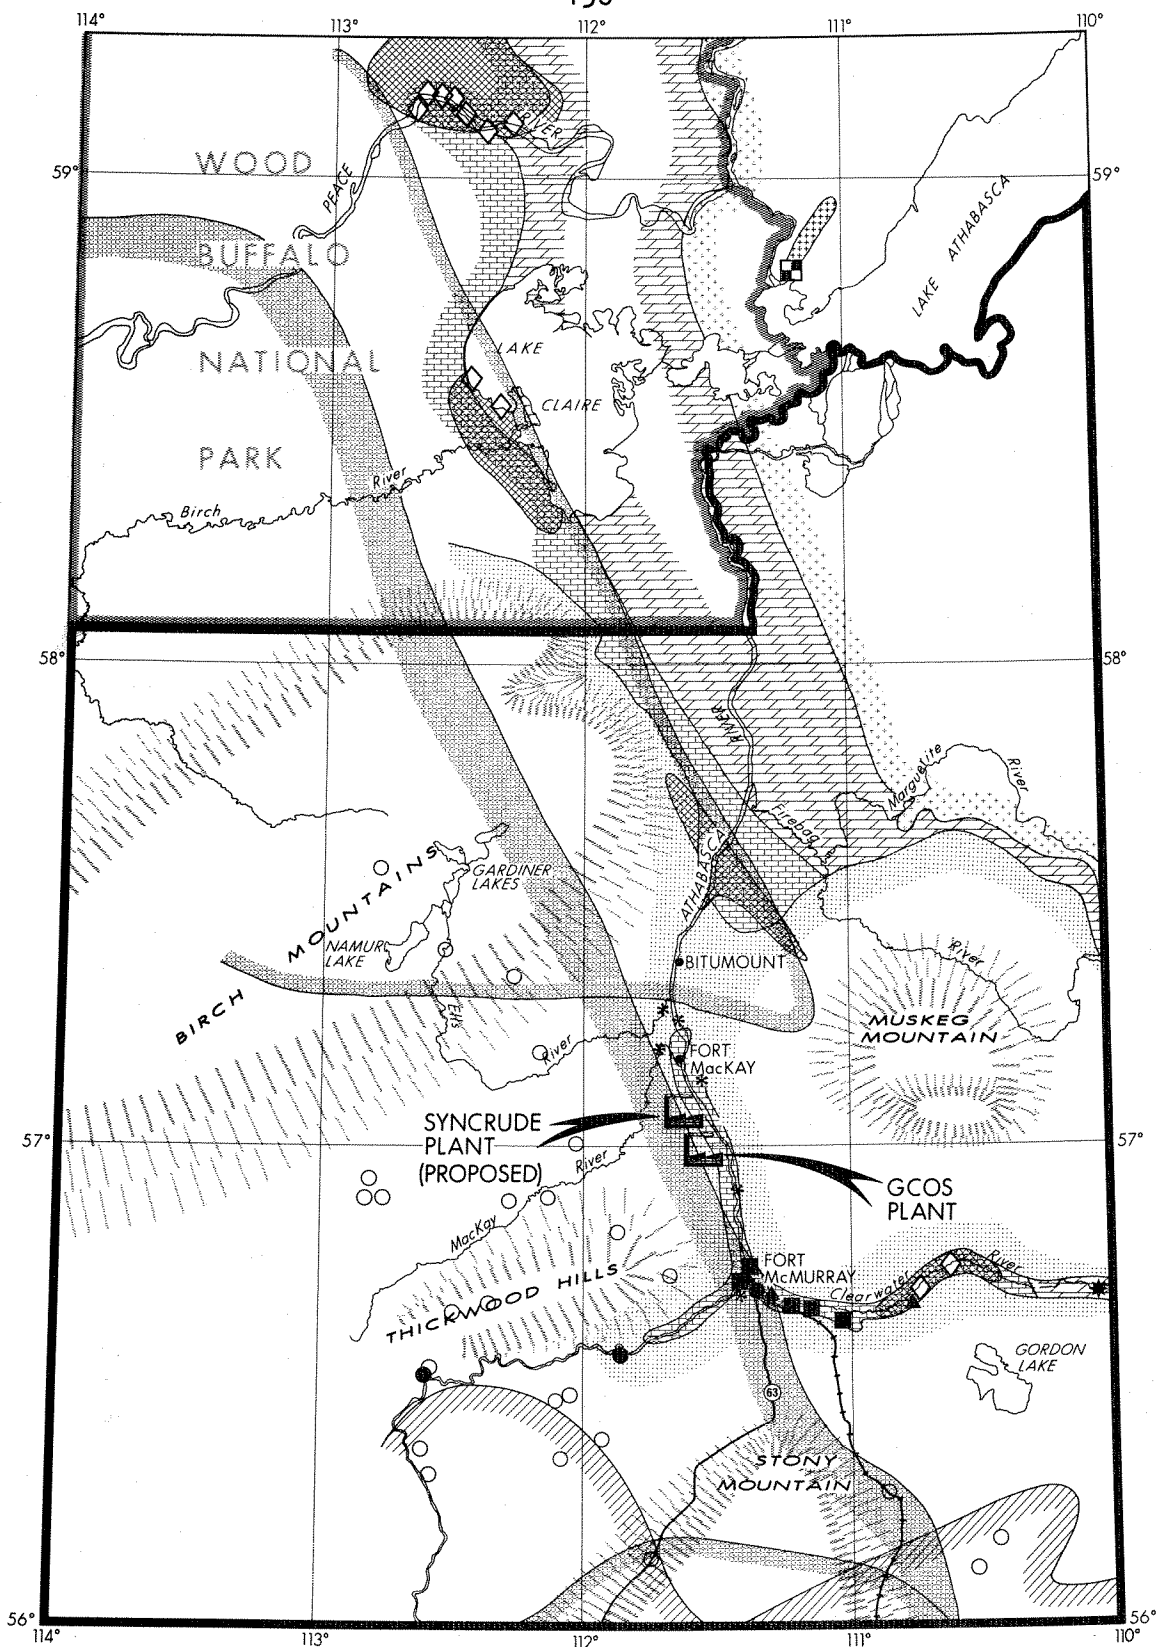 114°
113°
112°
111°
110°
RIVER
WOOD
59°
59°
PEACE
LAKE ATHABASCA
BUFFALO
LAKE
NATIONAL
CLAIRE
PARK
River
Birch
58°
58°
RIVER
Marguelite
River
Firebag
ATHABASCA
MOUNTAINS
GARDINER
LAKES
NAMUR
LAKE
BITUMOUNT
River
BIRCH
Ells
MUSKEG
MOUNTAIN
River
FORT
MacKAY
SYNCRUDE
PLANT
(PROPOSED)
57°
57°
River
GCOS
PLANT
MacKay
FORT
McMURRAY
Clearwater
River
THICKWOOD HILLS
GORDON
LAKE
63
STONY
MOUNTAIN
56°
56°
114°
113°
112°
111°
110°